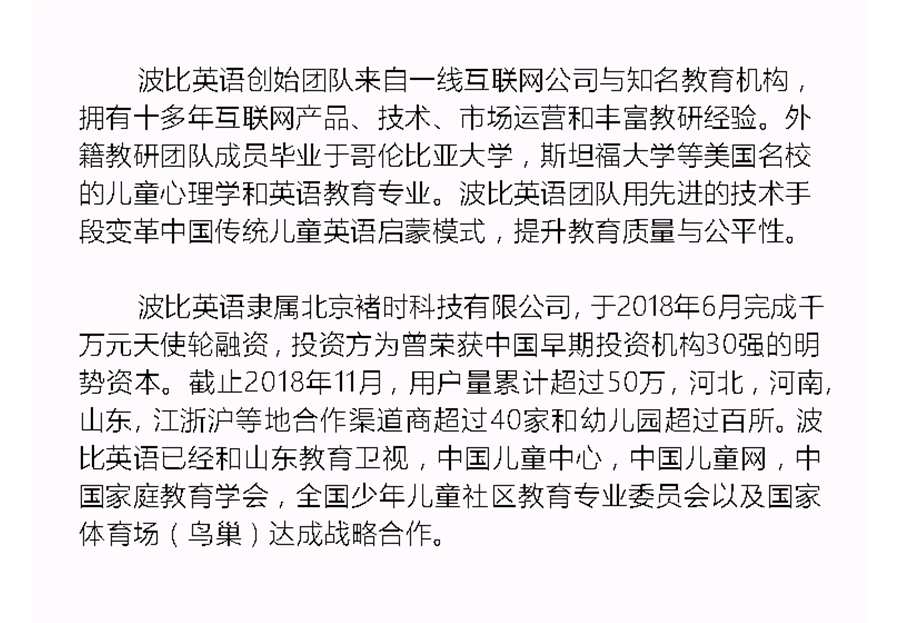 波比英语创始团队来自一线互联网公司与知名教育机构，
拥有十多年互联网产品、技术、市场运营和丰富教研经验。外
籍教研团队成员毕业于哥伦比亚大学，斯坦福大学等美国名校
的儿童心理学和英语教育专业。波比英语团队用先进的技术手
段变革中国传统儿童英语启蒙模式，提升教育质量与公平性。
波比英语隶属北京褚时科技有限公司，于2018年6月完成千
万元天使轮融资，投资方为曾荣获中国早期投资机构30强的明
势资本。截止2018年11月，用户量累计超过50万，河北，河南，
山东，江浙沪等地合作渠道商超过40家和幼儿园超过百所。波
比英语已经和山东教育卫视，中国儿童中心，中国儿童网，中
国家庭教育学会，全国少年儿童社区教育专业委员会以及国家
体育场（鸟巢）达成战略合作。